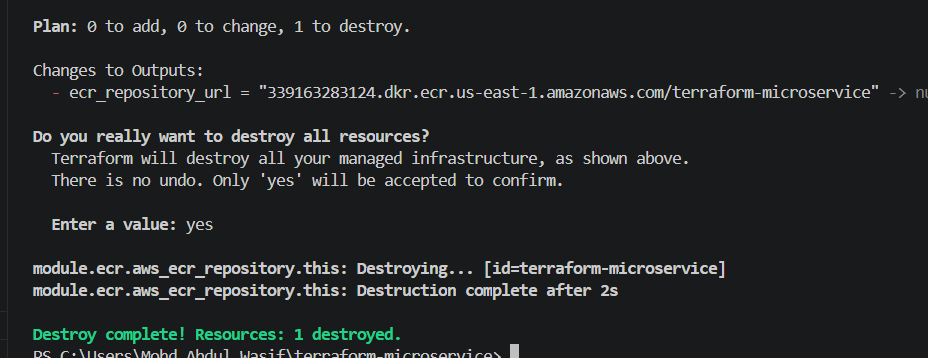 Plan: 0 to add, 0 to change, 1 to destroy.
Changes to Outputs:
- ecr_repository_url = "339163283124.dkr.ecr.us-east-1.amazonaws.com/terraform-microservice" ->
Do you really want to destroy all resources?
Terraform will destroy all your managed infrastructure, as shown above.
There is no undo. Only 'yes' will be accepted to confirm.
Enter a value: yes
module.ecr.aws_ecr_repository.this: Destroying... [id=terraform-microservice]
module.ecr.aws_ecr_repository.this: Destruction complete after 2s
Destroy complete! Resources: 1 destroyed.
PS C:\Users\Mohd Abdul Wasif\terraform-microservice>